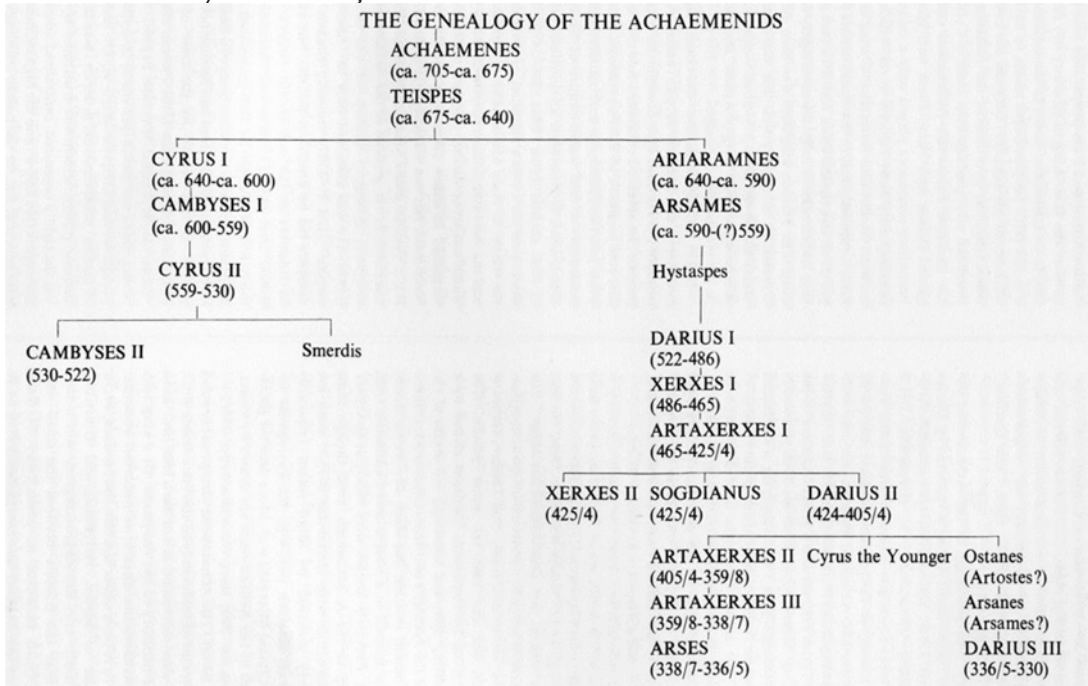 THE GENEALOGY OF THE ACHAEMENIDS
ACHAEMENES
(ca. 705-ca. 675)
TEISPES
(ca. 675-ca. 640)
CYRUS I
(ca. 640-ca. 600)
CAMBYSES I
(ca. 600-559)
CYRUS II
(559-530)
CAMBYSES II
(530-522)
Smerdis
ARIARAMNES
(ca. 640-ca. 590)
ARSAMES
(ca. 590-(?)559)
Hystaspes
DARIUS I
(522-486)
XERXES I
(486-465)
ARTAXERXES I
(465-425/4)
XERXES II
(425/4)
SOGDIANUS
(425/4)
DARIUS II
(424-405/4)
ARTAXERXES II
(405/4-359/8)
ARTAXERXES III
(359/8-338/7)
ARSES
(338/7-336/5)
Cyrus the Younger
Ostanes
(Artostes?)
Arsanes
(Arsames?)
DARIUS III
(336/5-330)